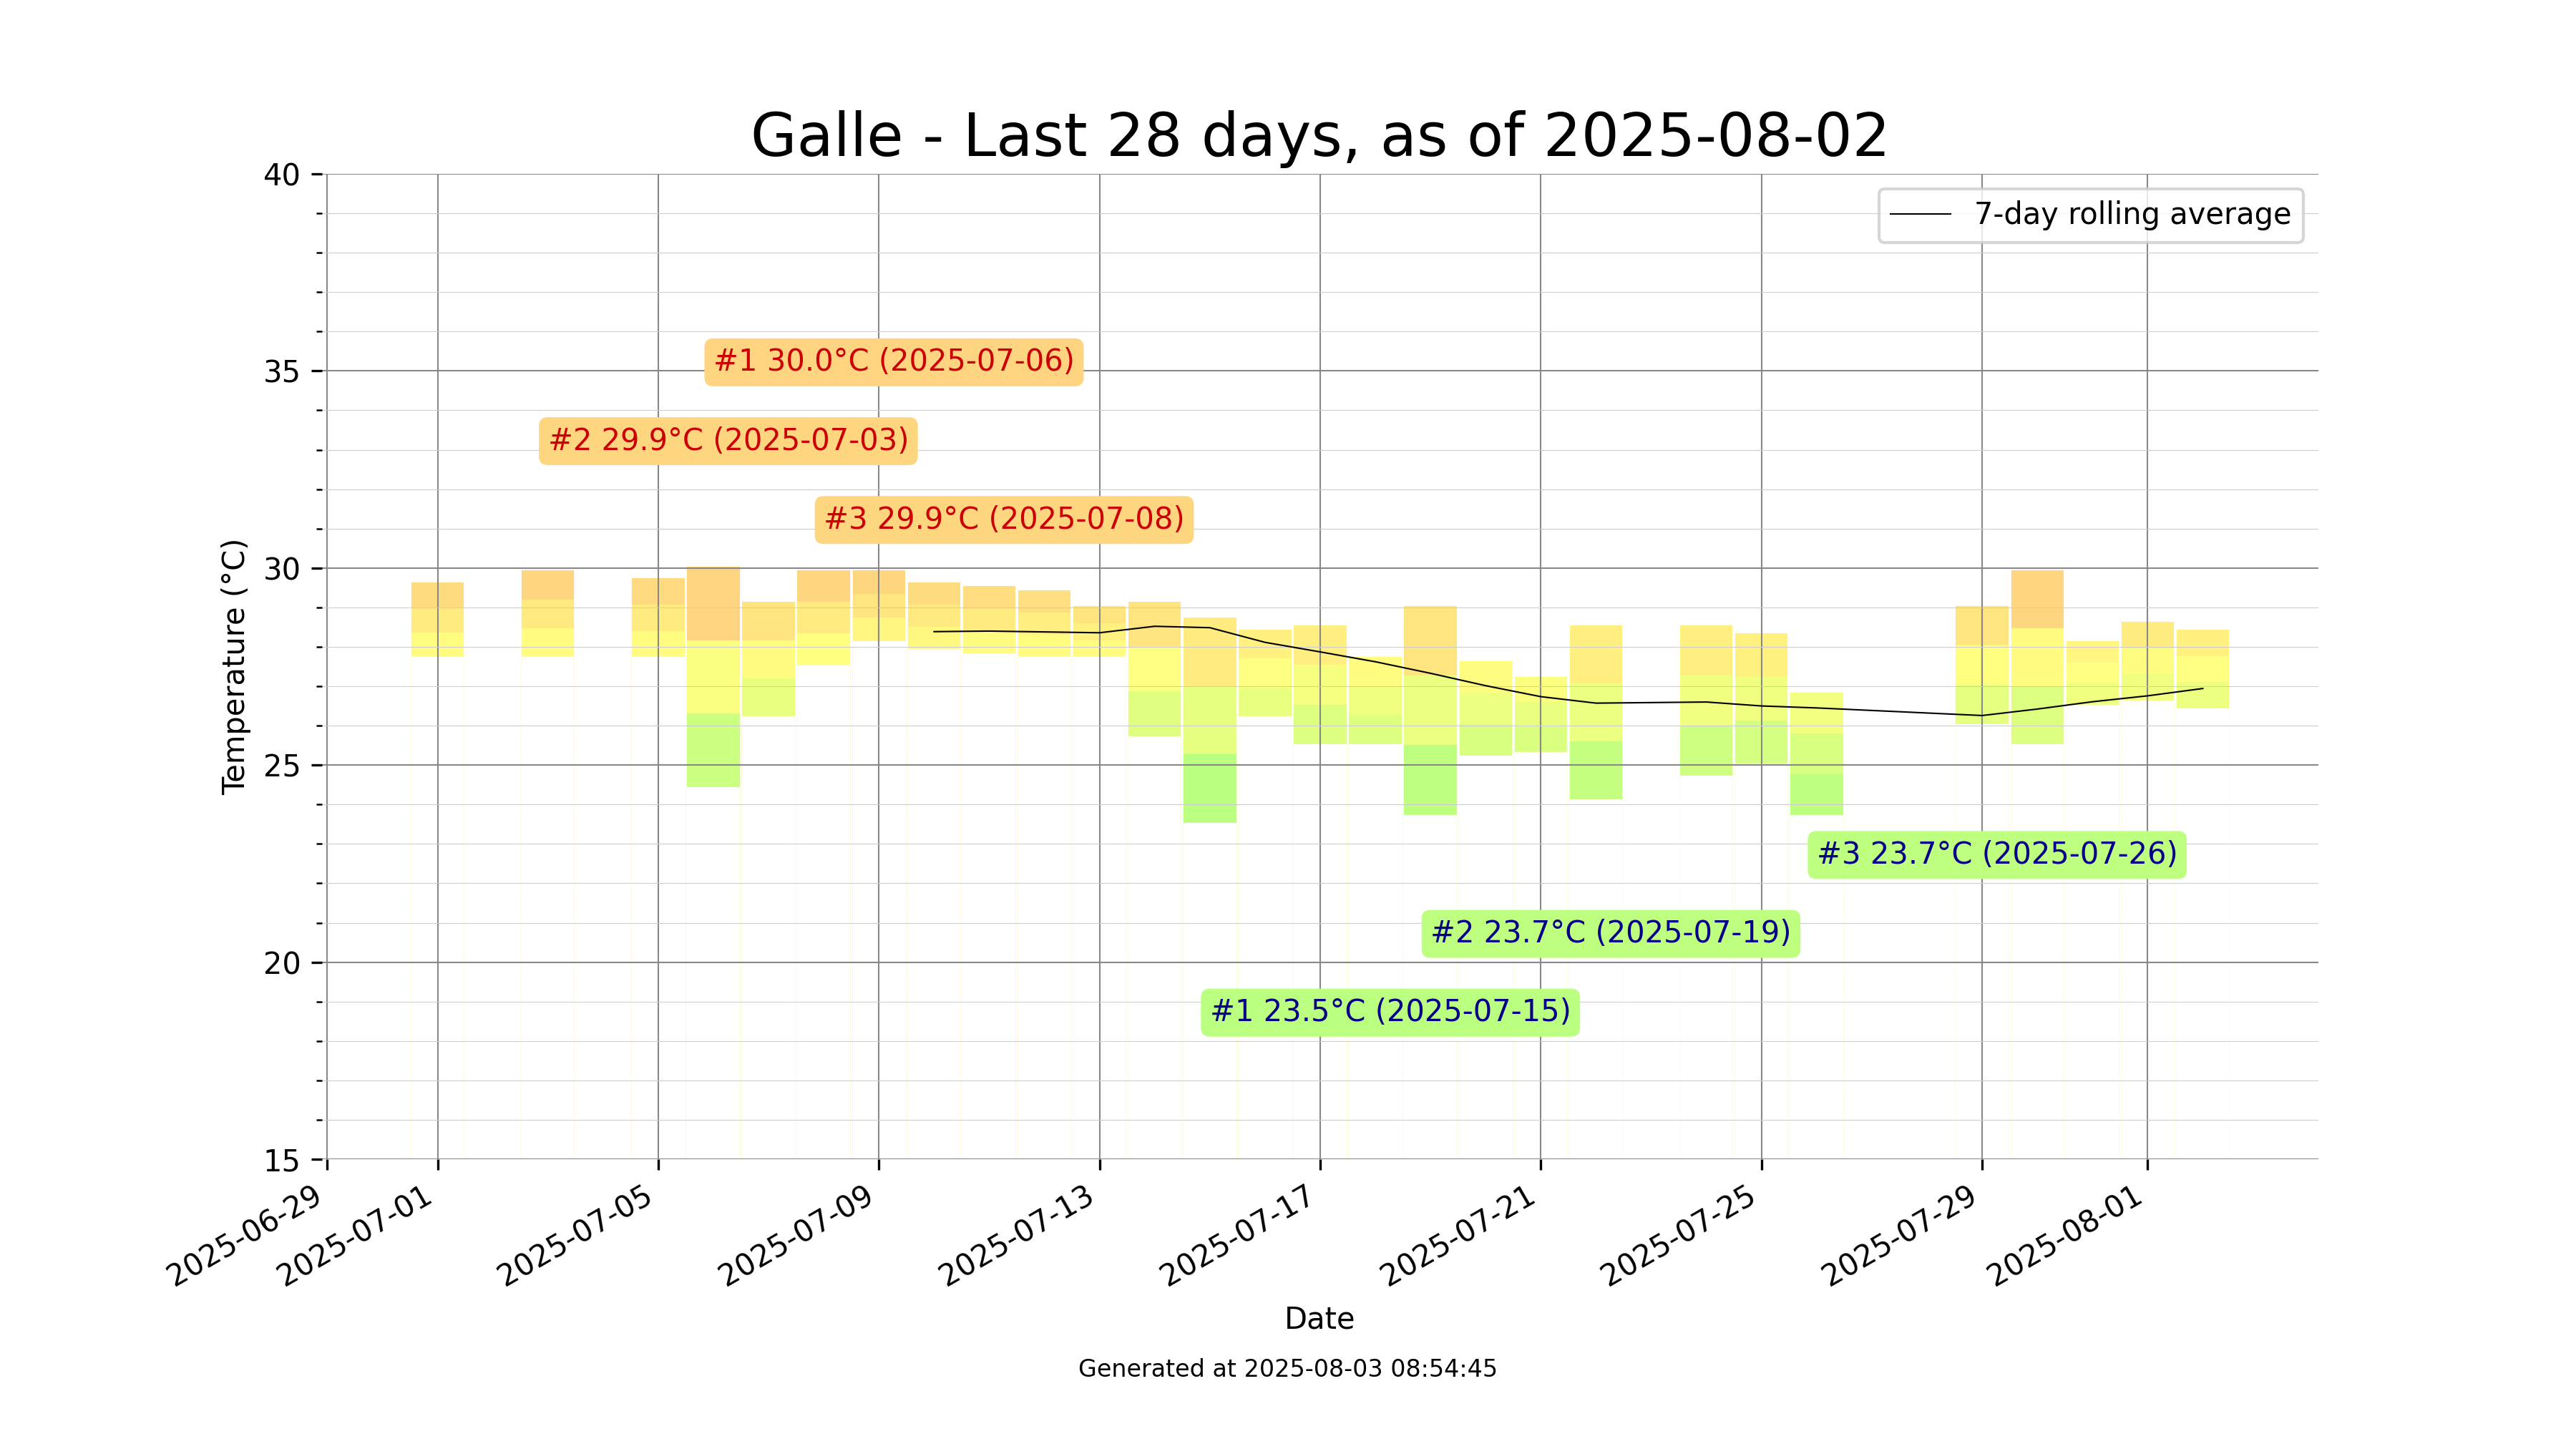 Galle - Last 28 days, as of 2025-08-02
40
7-day rolling average
#1 30.0°C (2025-07-06)
35
#2 29.9°C (2025-07-03)
#3 29.9°C (2025-07-08)
30
Temperature (°C)
25
#3 23.7°C (2025-07-26)
#2 23.7°C (2025-07-19)
20
#1 23.5°C (2025-07-15)
15
2025-06-29
2025-07-01
2025-07-05
2025-07-09
2025-07-13
2025-07-17
2025-07-21
2025-07-25
2025-07-29
2025-08-01
Date
Generated at 2025-08-03 08:54:45